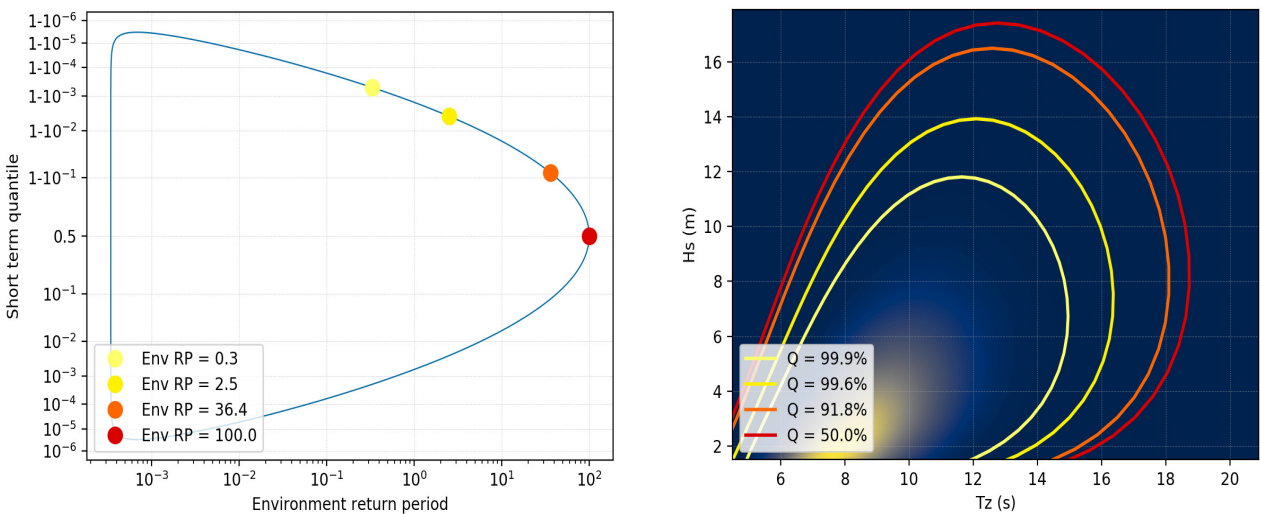 Short term quantile
1-10⁻⁶
1-10⁻⁵
1-10⁻⁴
1-10⁻³
1-10⁻²
1-10⁻¹
0.5
10⁻¹
10⁻²
10⁻³
10⁻⁴
10⁻⁵
10⁻⁶
Env RP = 0.3
Env RP = 2.5
Env RP = 36.4
Env RP = 100.0
10⁻³ 10⁻² 10⁻¹ 10⁰ 10¹ 10²
Environment return period
Hs (m)
16
14
12
10
8
6
4
2
Q = 99.9%
Q = 99.6%
Q = 91.8%
Q = 50.0%
6 8 10 12 14 16 18 20
Tz (s)